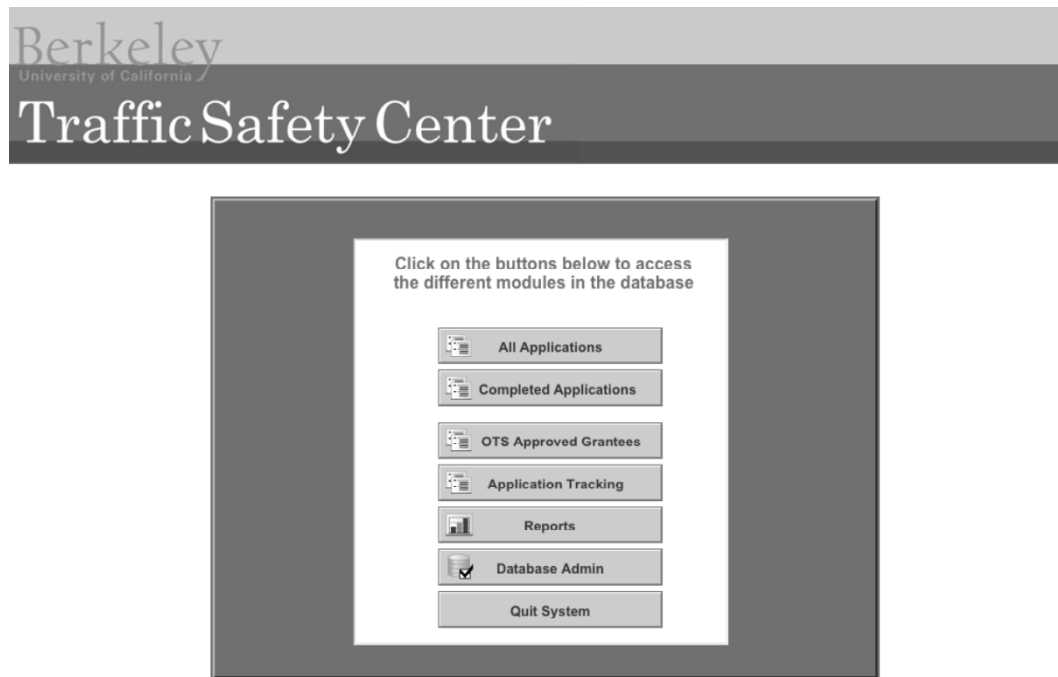 Berkeley
University of California
Traffic Safety Center
Click on the buttons below to access
the different modules in the database
All Applications
Completed Applications
OTS Approved Grantees
Application Tracking
Reports
Database Admin
Quit System